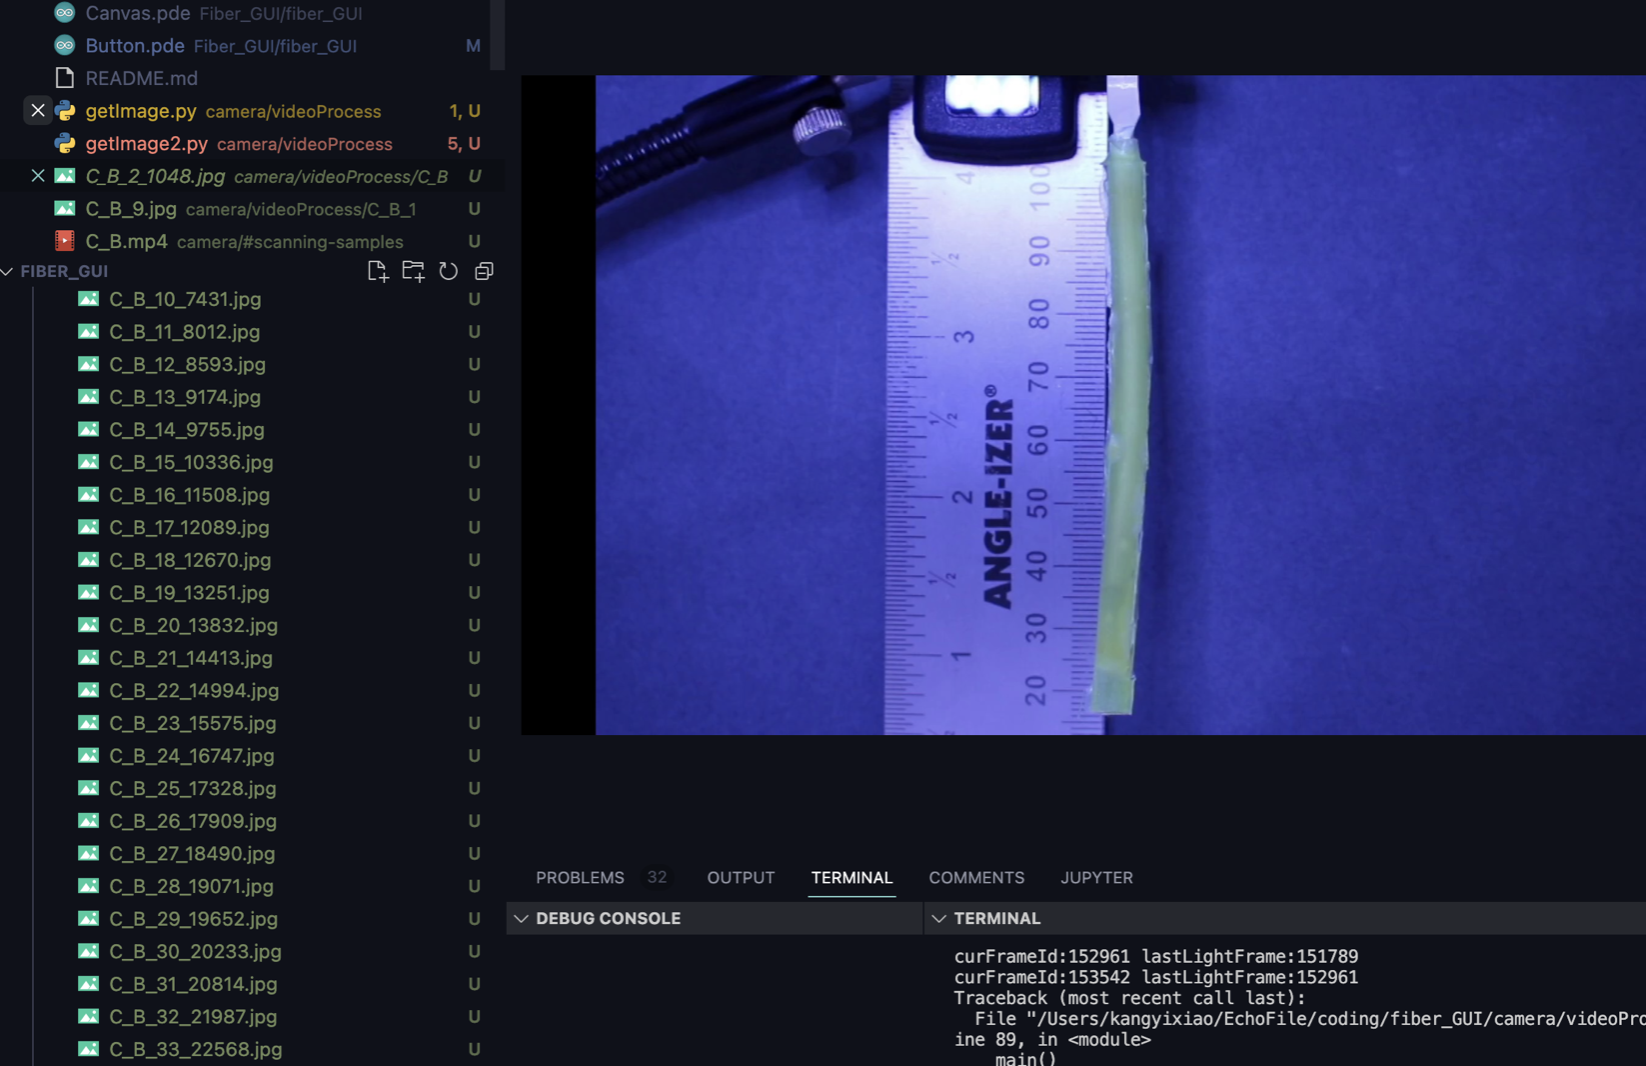 Canvas.pde Fiber_GUI/fiber_GUI
Button.pde Fiber_GUI/fiber_GUI M
README.md
getImage.py camera/videoProcess 1, U
getImage2.py camera/videoProcess 5, U
C_B_2_1048.jpg camera/videoProcess/C_B U
C_B_9.jpg camera/videoProcess/C_B_1 U
C_B.mp4 camera/#scanning-samples U
FIBER_GUI
C_B_10_7431.jpg U
C_B_11_8012.jpg U
C_B_12_8593.jpg U
C_B_13_9174.jpg U
C_B_14_9755.jpg U
C_B_15_10336.jpg U
C_B_16_11508.jpg U
C_B_17_12089.jpg U
C_B_18_12670.jpg U
C_B_19_13251.jpg U
C_B_20_13832.jpg U
C_B_21_14413.jpg U
C_B_22_14994.jpg U
C_B_23_15575.jpg U
C_B_24_16747.jpg U
C_B_25_17328.jpg U
C_B_26_17909.jpg U
C_B_27_18490.jpg U
C_B_28_19071.jpg U
C_B_29_19652.jpg U
C_B_30_20233.jpg U
C_B_31_20814.jpg U
C_B_32_21987.jpg U
C_B_33_22568.jpg U
4
3
2
1
½
½
½
100
90
80
70
60
50
40
30
20
ANGLE-IZER®
PROBLEMS 32 OUTPUT TERMINAL COMMENTS JUPYTER
DEBUG CONSOLE
TERMINAL
curFrameId:152961 lastLightFrame:151789
curFrameId:153542 lastLightFrame:152961
Traceback (most recent call last):
File "/Users/kangyixiao/EchoFile/coding/fiber_GUI/camera/videoPro
ine 89, in <module>
main()